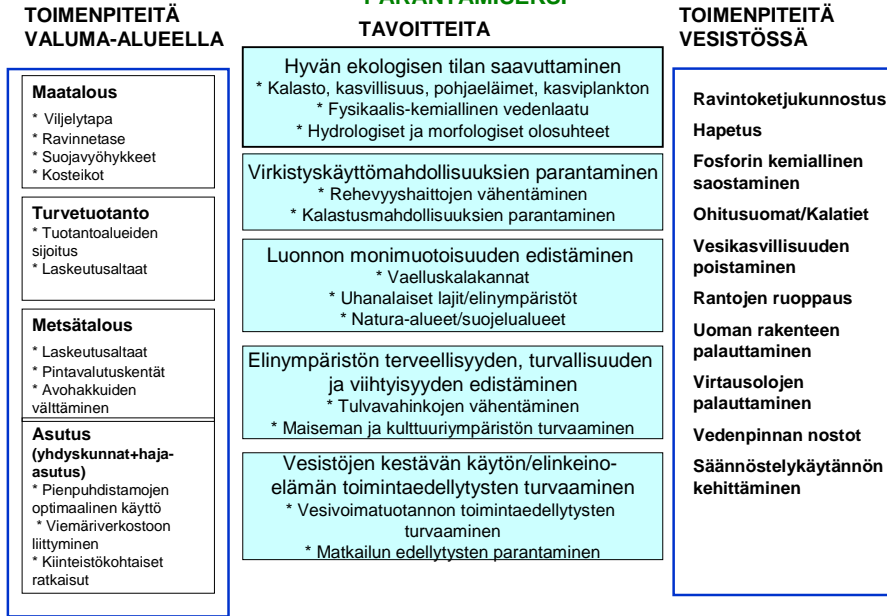 PARANTAMISEKSI
TOIMENPITEITÄ
VALUMA-ALUEELLA
Maatalous
* Viljelytapa
* Ravinnetase
* Suojavyöhykkeet
* Kosteikot
Turvetuotanto
* Tuotantoalueiden
sijoitus
* Laskeutusaltaat
Metsätalous
* Laskeutusaltaat
* Pintavalutuskentät
* Avohakkuiden
välttäminen
Asutus
(yhdyskunnat+haja-
asutus)
* Pienpuhdistamojen
optimaalinen käyttö
* Viemäriverkostoon
liittyminen
* Kiinteistökohtaiset
ratkaisut
TAVOITTEITA
Hyvän ekologisen tilan saavuttaminen
* Kalasto, kasvillisuus, pohjaeläimet, kasviplankton
* Fysikaalis-kemiallinen vedenlaatu
* Hydrologiset ja morfologiset olosuhteet
Virkistyskäyttömahdollisuuksien parantaminen
* Rehevyyshaittojen vähentäminen
* Kalastusmahdollisuuksien parantaminen
Luonnon monimuotoisuuden edistäminen
* Vaelluskalakannat
* Uhanalaiset lajit/elinympäristöt
* Natura-alueet/suojelualueet
Elinympäristön terveellisyyden, turvallisuuden
ja viihtyisyyden edistäminen
* Tulvavahinkojen vähentäminen
* Maiseman ja kulttuuriympäristön turvaaminen
Vesistöjen kestävän käytön/elinkeino-
elämän toimintaedellytysten turvaaminen
* Vesivoimatuotannon toimintaedellytysten
turvaaminen
* Matkailun edellytysten parantaminen
TOIMENPITEITÄ
VESISTÖSSÄ
Ravintoketjukunnostus
Hapetus
Fosforin kemiallinen
saostaminen
Ohitusuomat/Kalatiet
Vesikasvillisuuden
poistaminen
Rantojen ruoppaus
Uoman rakenteen
palauttaminen
Virtausolojen
palauttaminen
Vedenpinnan nostot
Säännöstelykäytännön
kehittäminen